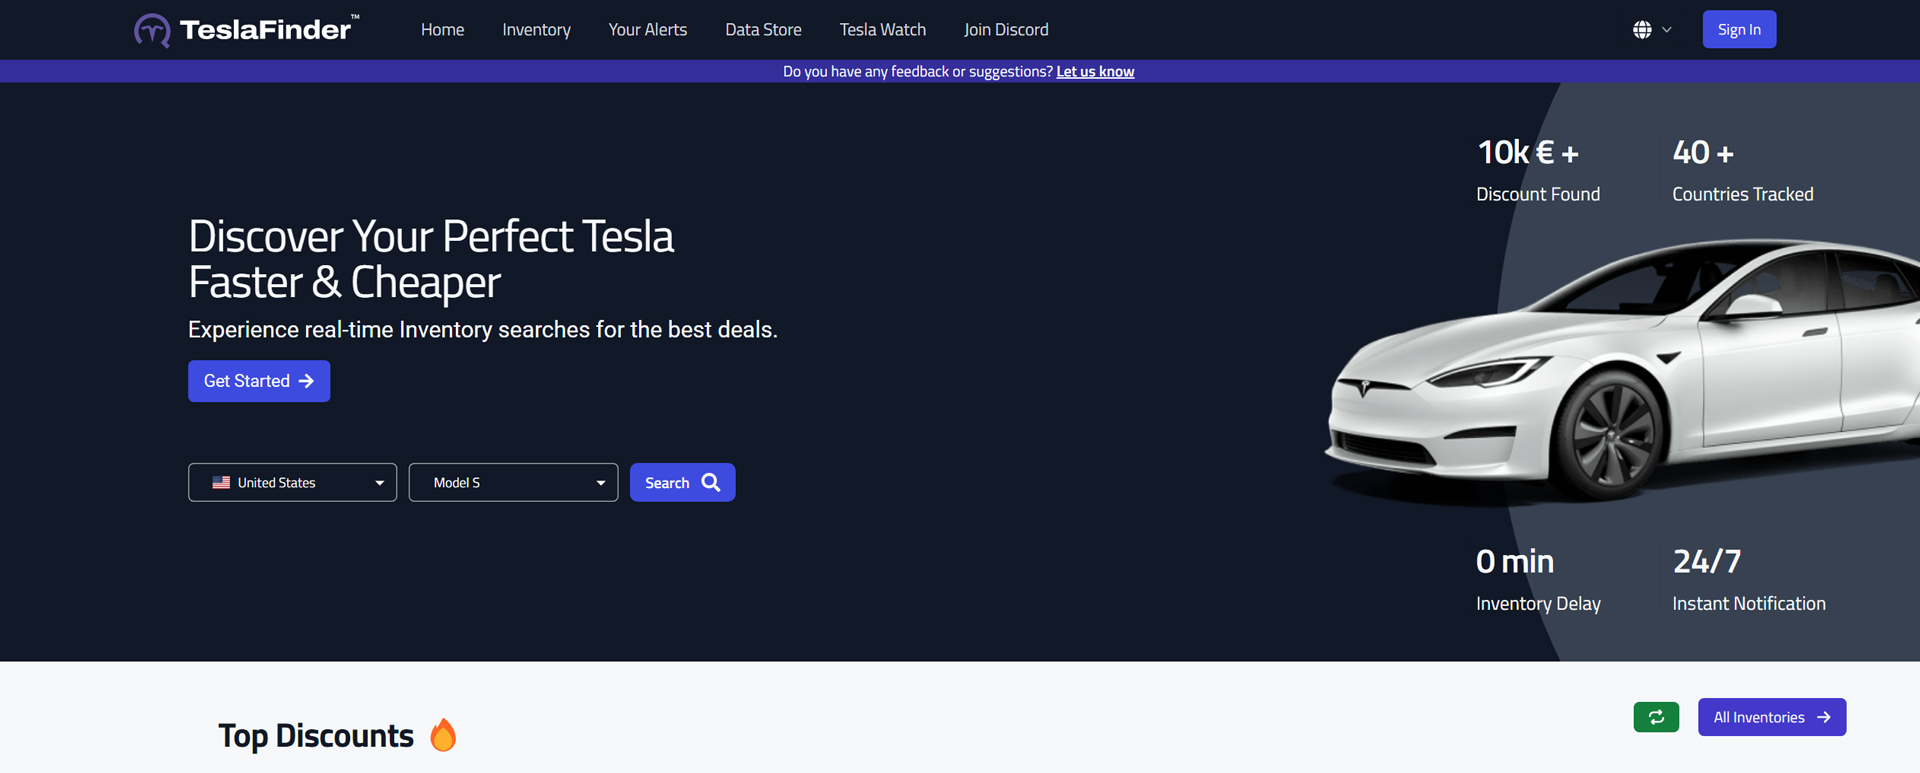 TeslaFinder™
Home
Inventory
Your Alerts
Data Store
Tesla Watch
Join Discord
Sign In
Do you have any feedback or suggestions? Let us know
10k € +
Discount Found
40 +
Countries Tracked
Discover Your Perfect Tesla
Faster & Cheaper
Experience real-time Inventory searches for the best deals.
Get Started
United States
Model S
Search
0 min
Inventory Delay
24/7
Instant Notification
Top Discounts
All Inventories